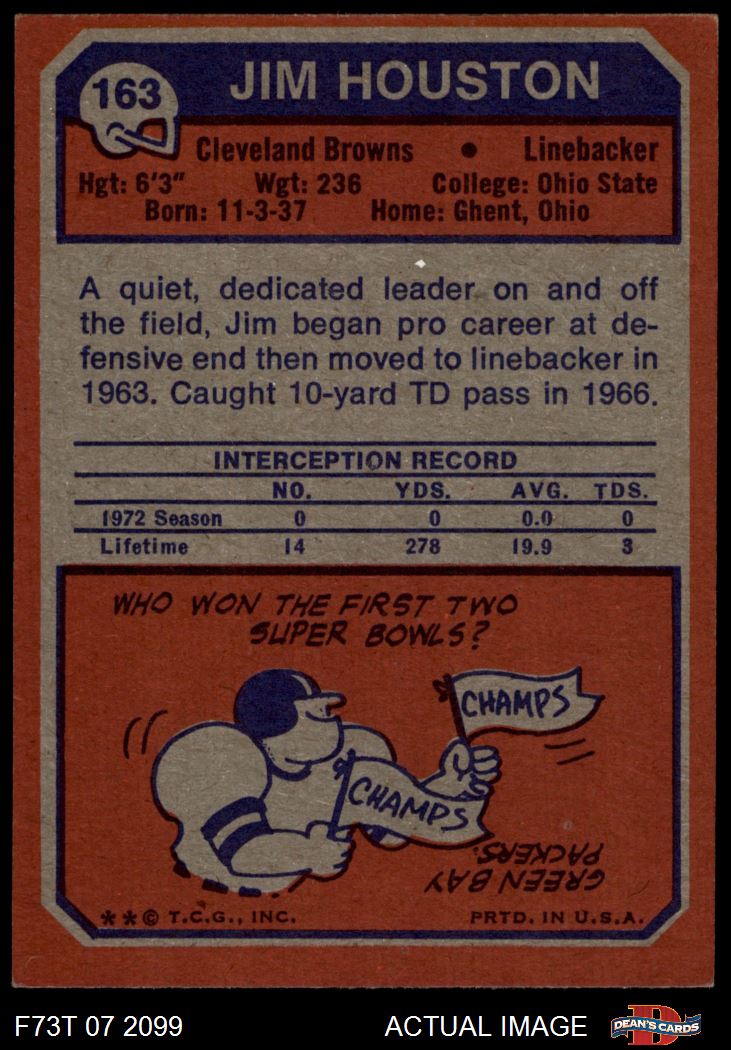 163
JIM HOUSTON
Cleveland Browns • Linebacker
Hgt: 6'3" Wgt: 236 College: Ohio State
Born: 11-3-37 Home: Ghent, Ohio
A quiet, dedicated leader on and off
the field, Jim began pro career at de-
fensive end then moved to linebacker in
1963. Caught 10-yard TD pass in 1966.
INTERCEPTION RECORD
NO. YDS. AVG. TDS.
1972 Season 0 0 0.0 0
Lifetime 14 278 19.9 3
WHO WON THE FIRST TWO
SUPER BOWLS?
CHAMPS
CHAMPS
GREEN BAY
PACKERS.
**© T.C.G., INC. PRTD. IN U.S.A.
F73T 07 2099 ACTUAL IMAGE D DEAN'S CARDS